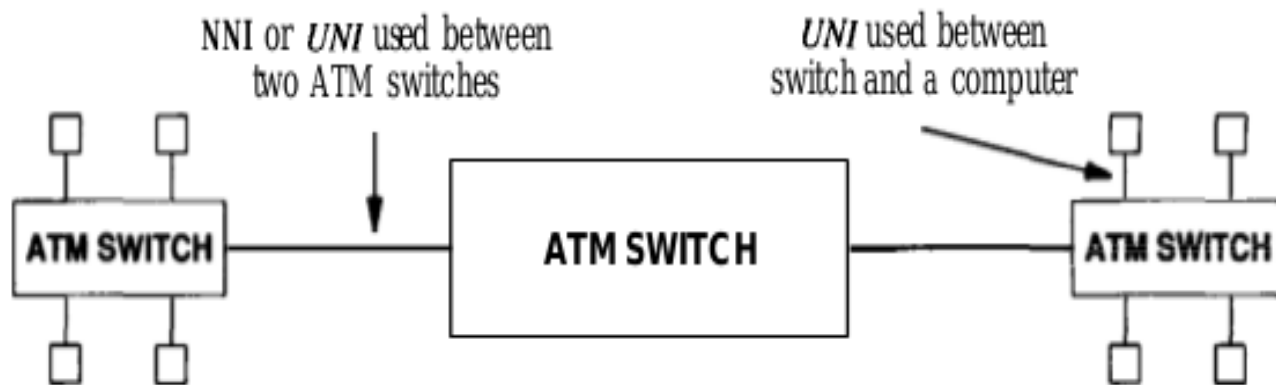 NNI or UNI used between
two ATM switches
UNI used between
switch and a computer
ATM SWITCH
ATM SWITCH
ATM SWITCH